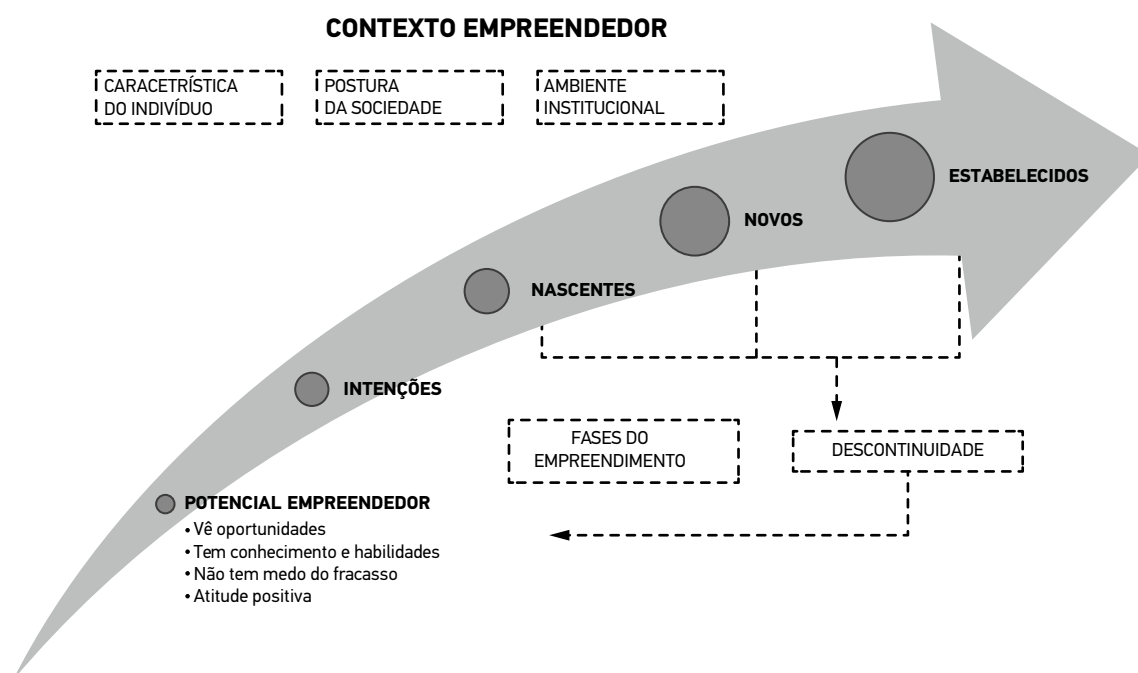 CONTEXTO EMPREENDEDOR
CARACETRÍSTICA
DO INDIVÍDUO
POSTURA
DA SOCIEDADE
AMBIENTE
INSTITUCIONAL
ESTABELECIDOS
NOVOS
NASCENTES
INTENÇÕES
FASES DO
EMPREENDIMENTO
DESCONTINUIDADE
POTENCIAL EMPREENDEDOR
• Vê oportunidades
• Tem conhecimento e habilidades
• Não tem medo do fracasso
• Atitude positiva